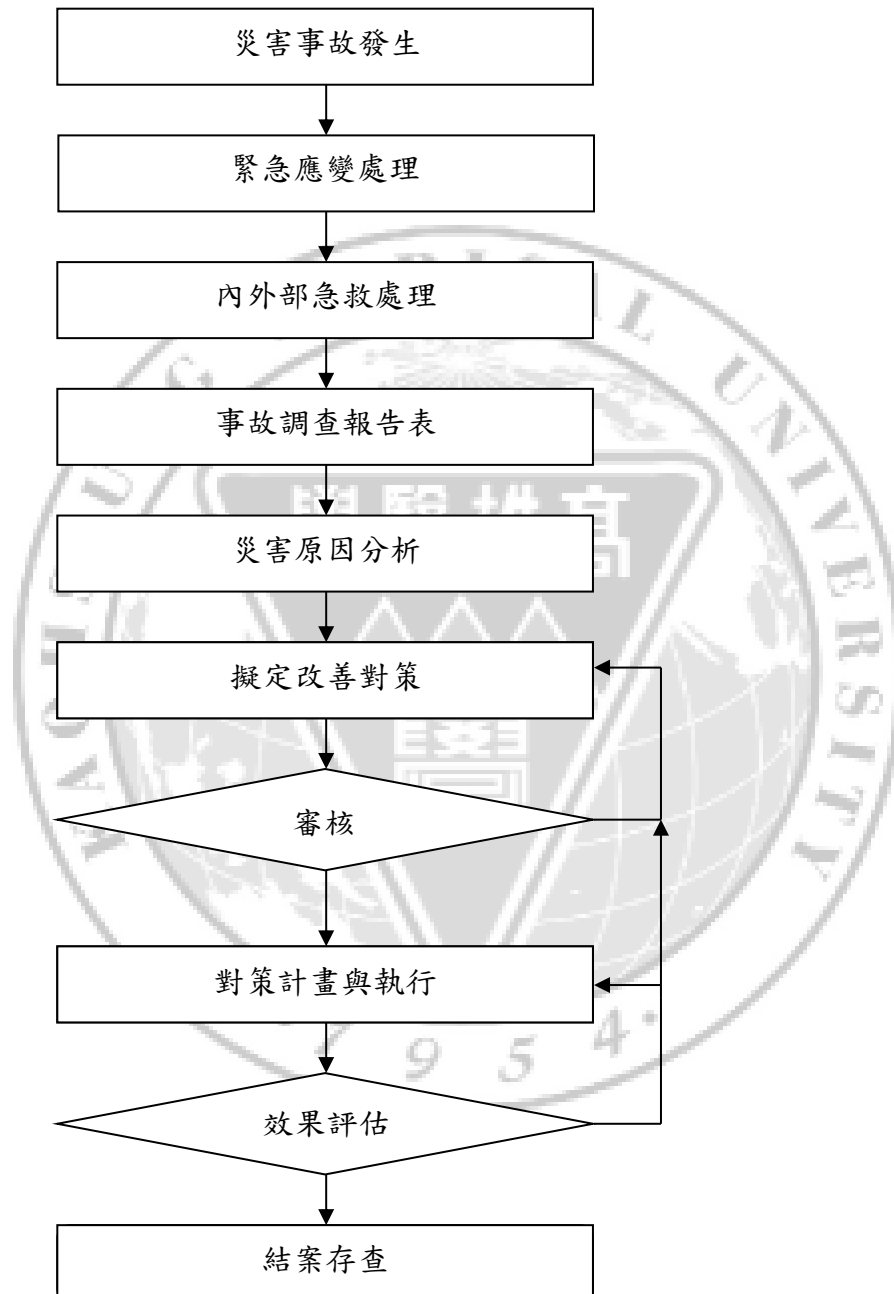 災害事故發生
緊急應變處理
內外部急救處理
事故調查報告表
災害原因分析
擬定改善對策
審核
對策計畫與執行
效果評估
結案存查
UNIVERSITY